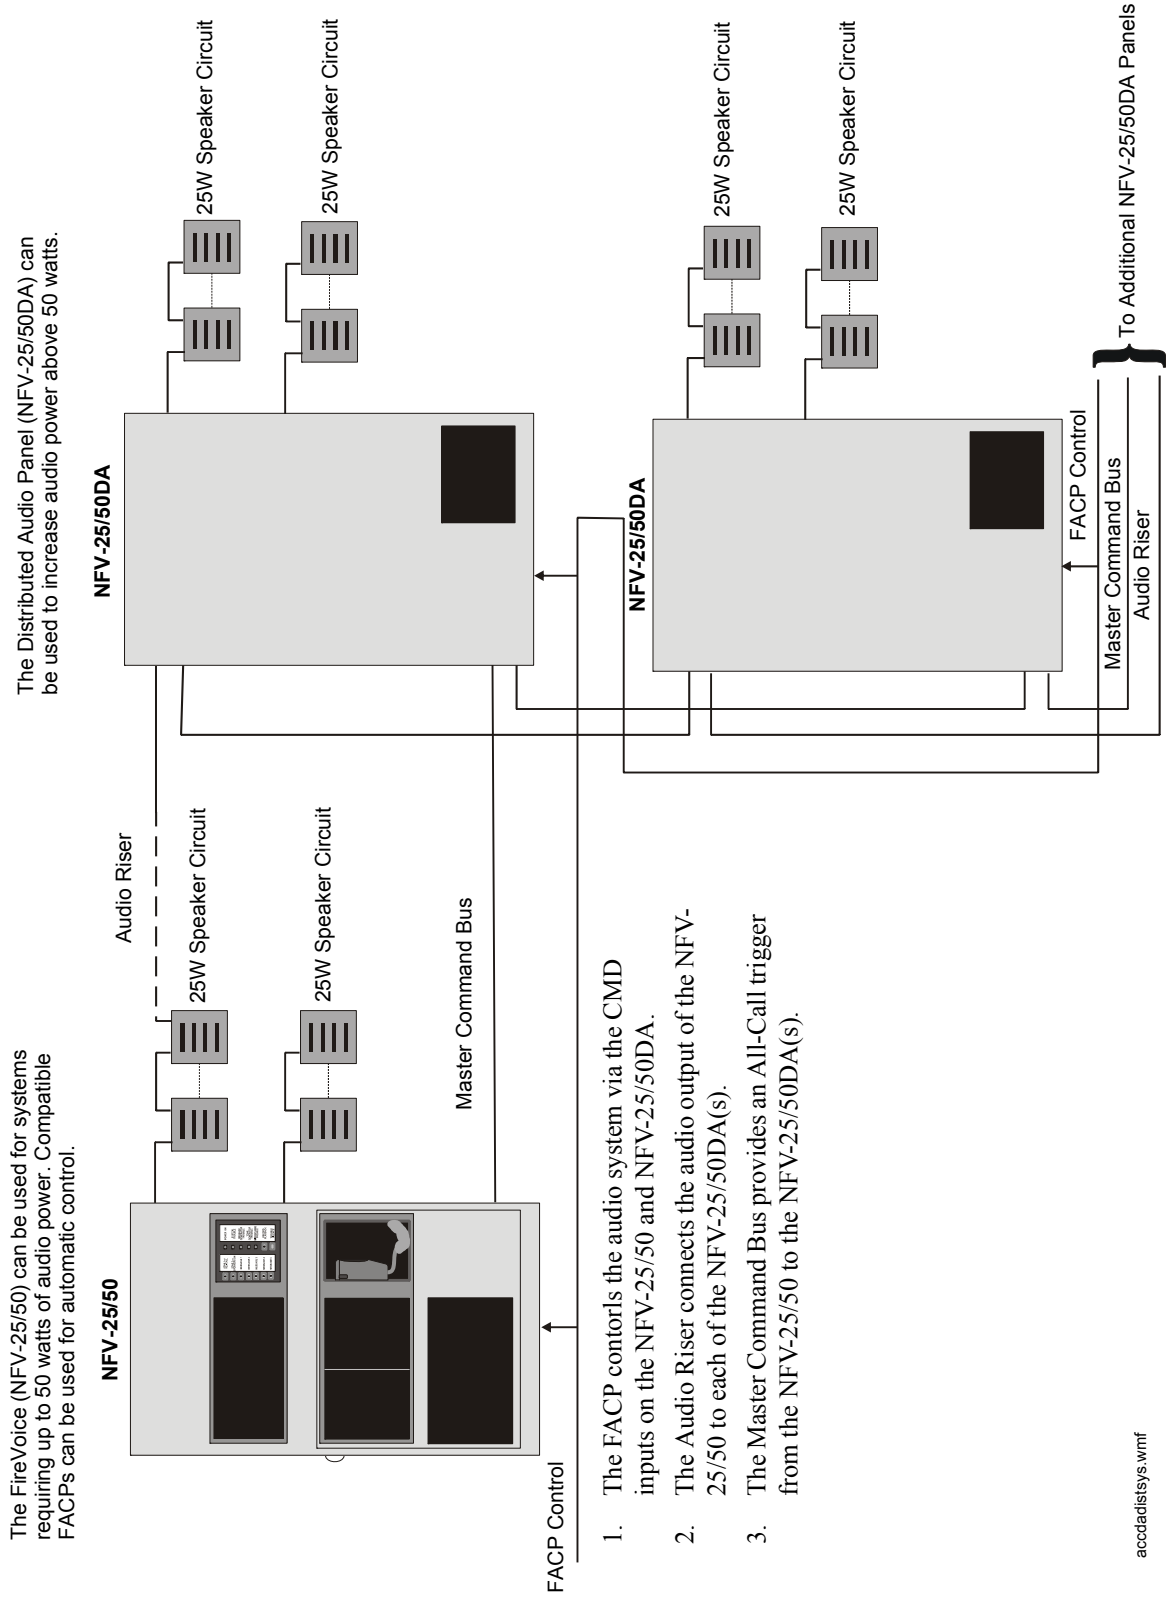 The FireVoice (NFV-25/50) can be used for systems
requiring up to 50 watts of audio power. Compatible
FACPs can be used for automatic control.
The Distributed Audio Panel (NFV-25/50DA) can
be used to increase audio power above 50 watts.
NFV-25/50
NFV-25/50DA
Audio Riser
25W Speaker Circuit
25W Speaker Circuit
25W Speaker Circuit
25W Speaker Circuit
Master Command Bus
FACP Control
NFV-25/50DA
25W Speaker Circuit
25W Speaker Circuit
FACP Control
Master Command Bus
Audio Riser
To Additional NFV-25/50DA Panels
1. The FACP contorls the audio system via the CMD
inputs on the NFV-25/50 and NFV-25/50DA.
2. The Audio Riser connects the audio output of the NFV-
25/50 to each of the NFV-25/50DA(s).
3. The Master Command Bus provides an All-Call trigger
from the NFV-25/50 to the NFV-25/50DA(s).
accdadistsys.wmf